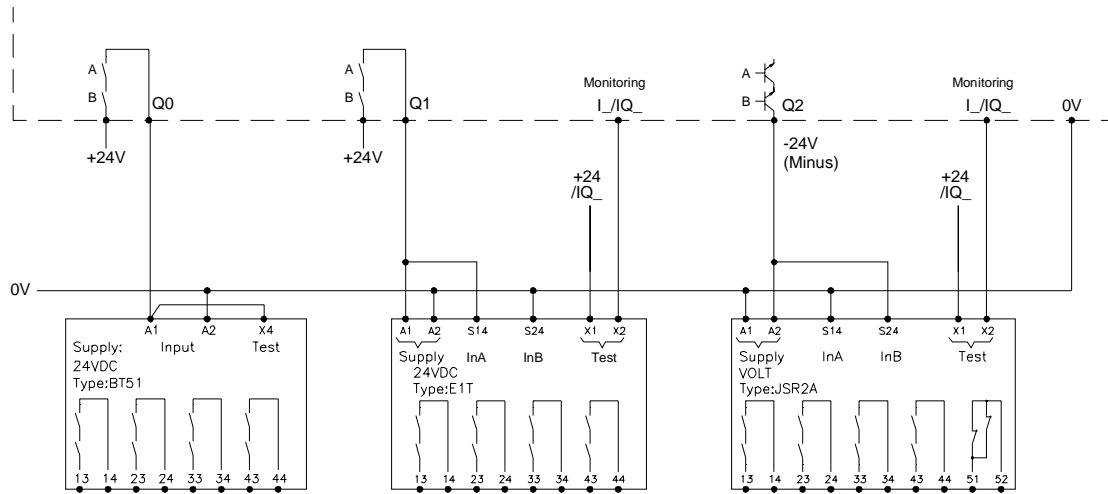 A
B
Q0
+24V
A
B
Q1
+24V
Monitoring
I_/IQ_
+24
/IQ_
A
B
Q2
-24V
(Minus)
Monitoring
I_/IQ_
+24
/IQ_
0V
0V
A1 A2 X4
Supply: Input Test
24VDC
Type:BT51
13 14 23 24 33 34 43 44
A1 A2 S14 S24 X1 X2
Supply InA InB Test
24VDC
Type:E1T
13 14 23 24 33 34 43 44
A1 A2 S14 S24 X1 X2
Supply InA InB Test
VOLT
Type:JSR2A
13 14 23 24 33 34 43 44 51 52